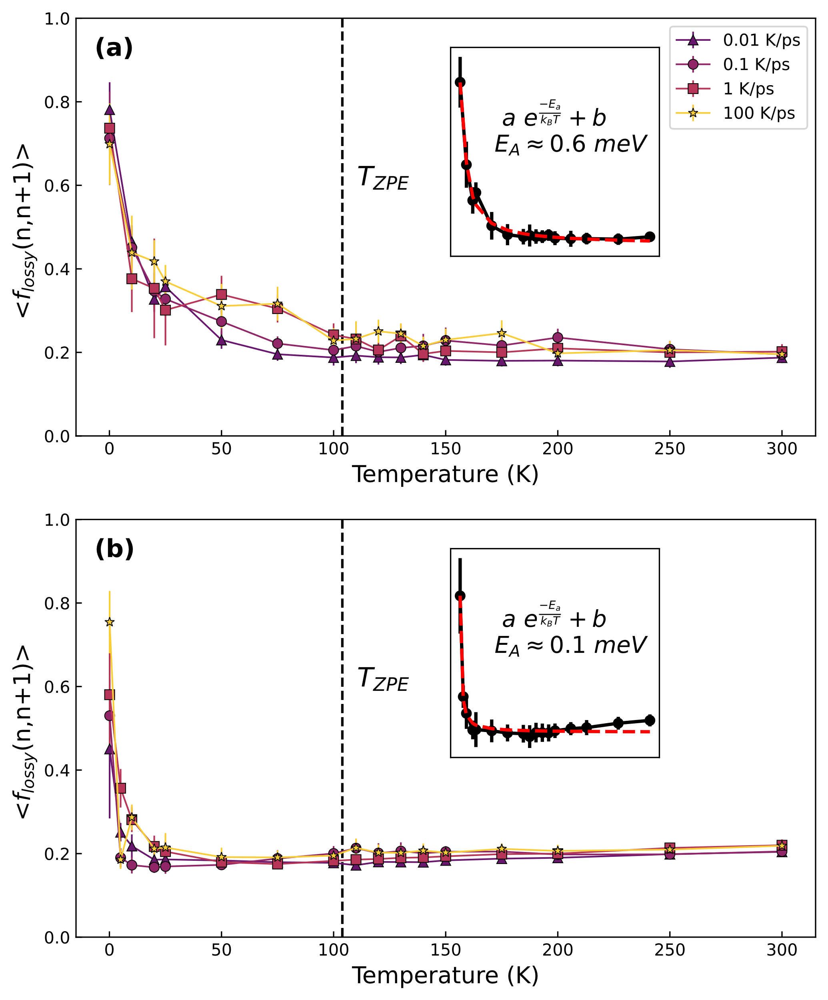 (a)
1.0
0.8
0.6
0.4
0.2
0.0
<f_lossy(n,n+1)>
T_ZPE
a e^{-E_a/k_BT} + b
E_A ≈ 0.6 meV
0.01 K/ps
0.1 K/ps
1 K/ps
100 K/ps
0 50 100 150 200 250 300
Temperature (K)
(b)
1.0
0.8
0.6
0.4
0.2
0.0
<f_lossy(n,n+1)>
T_ZPE
a e^{-E_a/k_BT} + b
E_A ≈ 0.1 meV
0 50 100 150 200 250 300
Temperature (K)